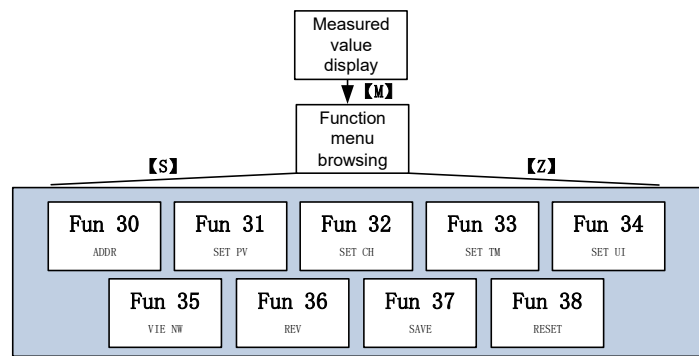 Measured
value
display
【M】
Function
menu
browsing
【S】
【Z】
Fun 30
ADDR
Fun 31
SET PV
Fun 32
SET CH
Fun 33
SET TM
Fun 34
SET UI
Fun 35
VIE NW
Fun 36
REV
Fun 37
SAVE
Fun 38
RESET